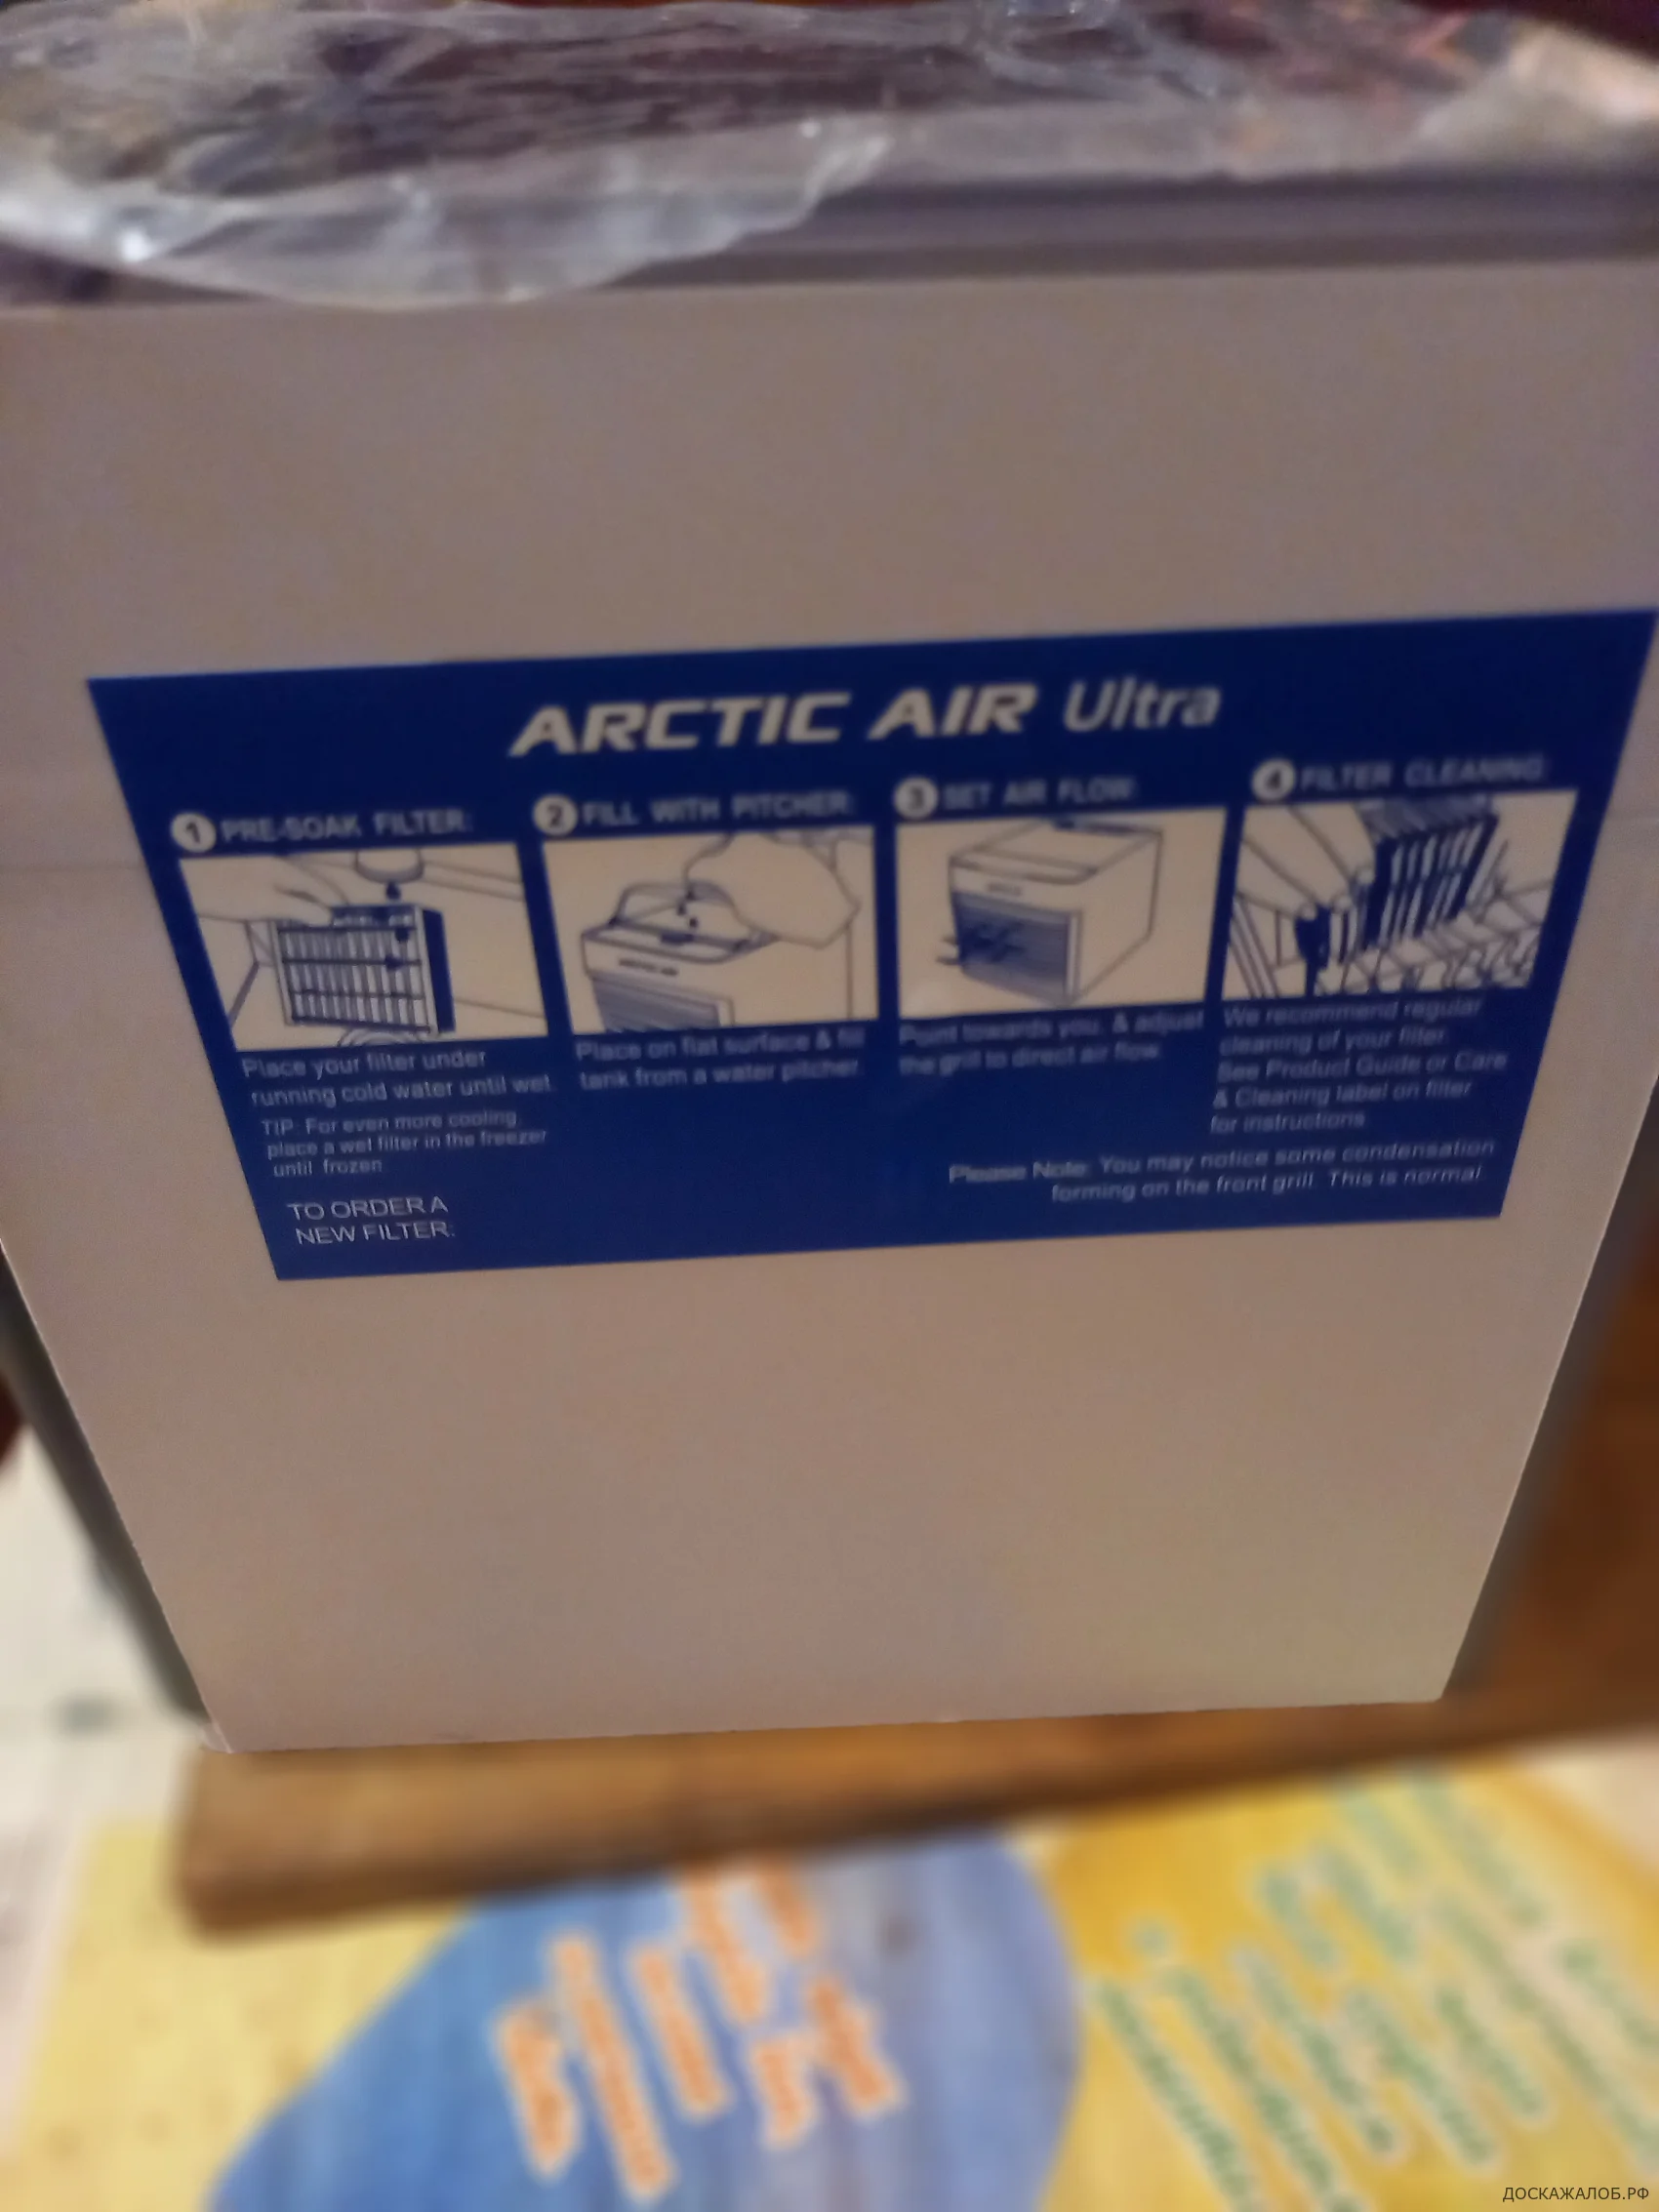 ARCTIC AIR Ultra
1 PRE-SOAK FILTER:
Place your filter under
running cold water until wet.
TIP: For even more cooling,
place a wet filter in the freezer
until frozen.
2 FILL WITH PITCHER:
ARCTIC AIR
Place on flat surface & fill
tank from a water pitcher.
3 SET AIR FLOW:
Point towards you, & adjust
the grill to direct air flow.
4 FILTER CLEANING:
We recommend regular
cleaning of your filter.
See Product Guide or Care
& Cleaning label on filter
for instructions.
Please Note: You may notice some condensation
forming on the front grill. This is normal.
TO ORDER A
NEW FILTER:
ДОСКАЖАЛОБ.РФ